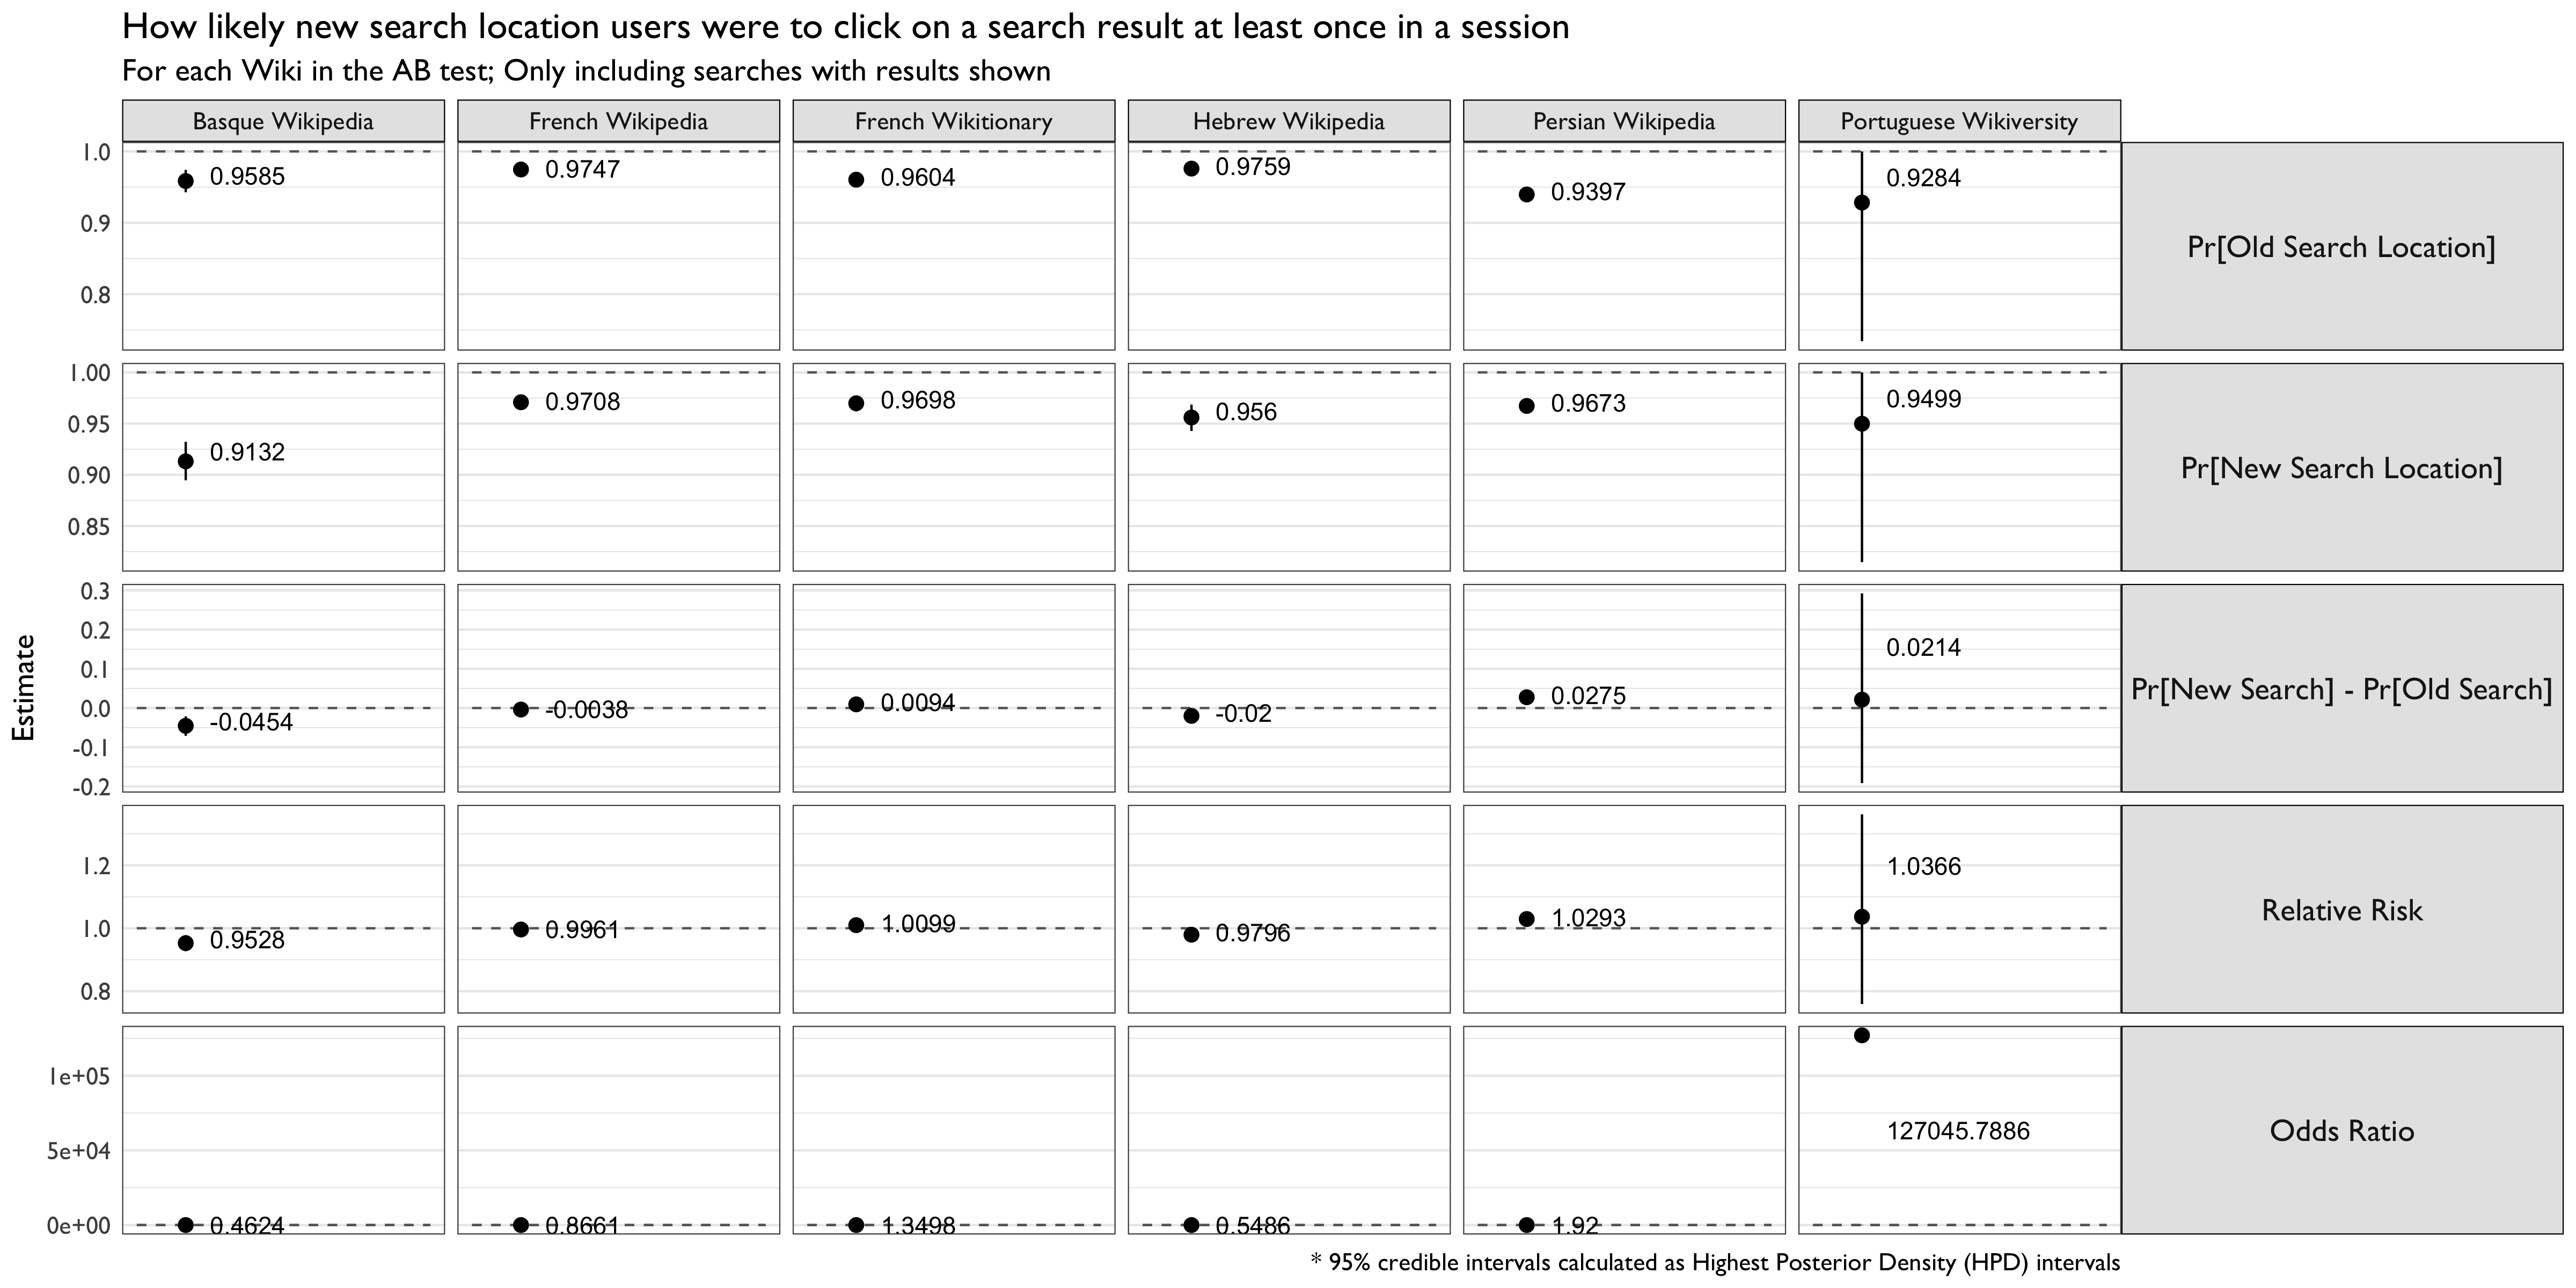 How likely new search location users were to click on a search result at least once in a session
For each Wiki in the AB test; Only including searches with results shown
Basque Wikipedia French Wikipedia French Wikitionary Hebrew Wikipedia Persian Wikipedia Portuguese Wikiversity
1.0
0.9
0.8
0.9585 0.9747 0.9604 0.9759 0.9397 0.9284
Pr[Old Search Location]
1.00
0.95
0.90
0.85
0.9132 0.9708 0.9698 0.956 0.9673 0.9499
Pr[New Search Location]
Estimate
0.3
0.2
0.1
0.0
-0.1
-0.2
-0.0454 -0.0038 0.0094 -0.02 0.0275 0.0214
Pr[New Search] - Pr[Old Search]
1.2
1.0
0.8
0.9528 0.9961 1.0099 0.9796 1.0293 1.0366
Relative Risk
1e+05
5e+04
0e+00
0.4624 0.8661 1.3498 0.5486 1.92 127045.7886
Odds Ratio
* 95% credible intervals calculated as Highest Posterior Density (HPD) intervals